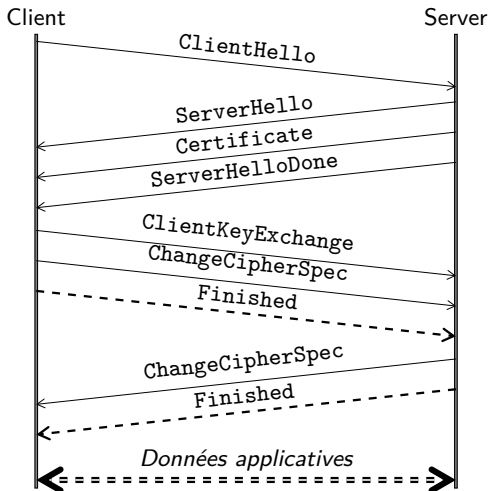 Client
Server
ClientHello
ServerHello
Certificate
ServerHelloDone
ClientKeyExchange
ChangeCipherSpec
Finished
ChangeCipherSpec
Finished
Données applicatives